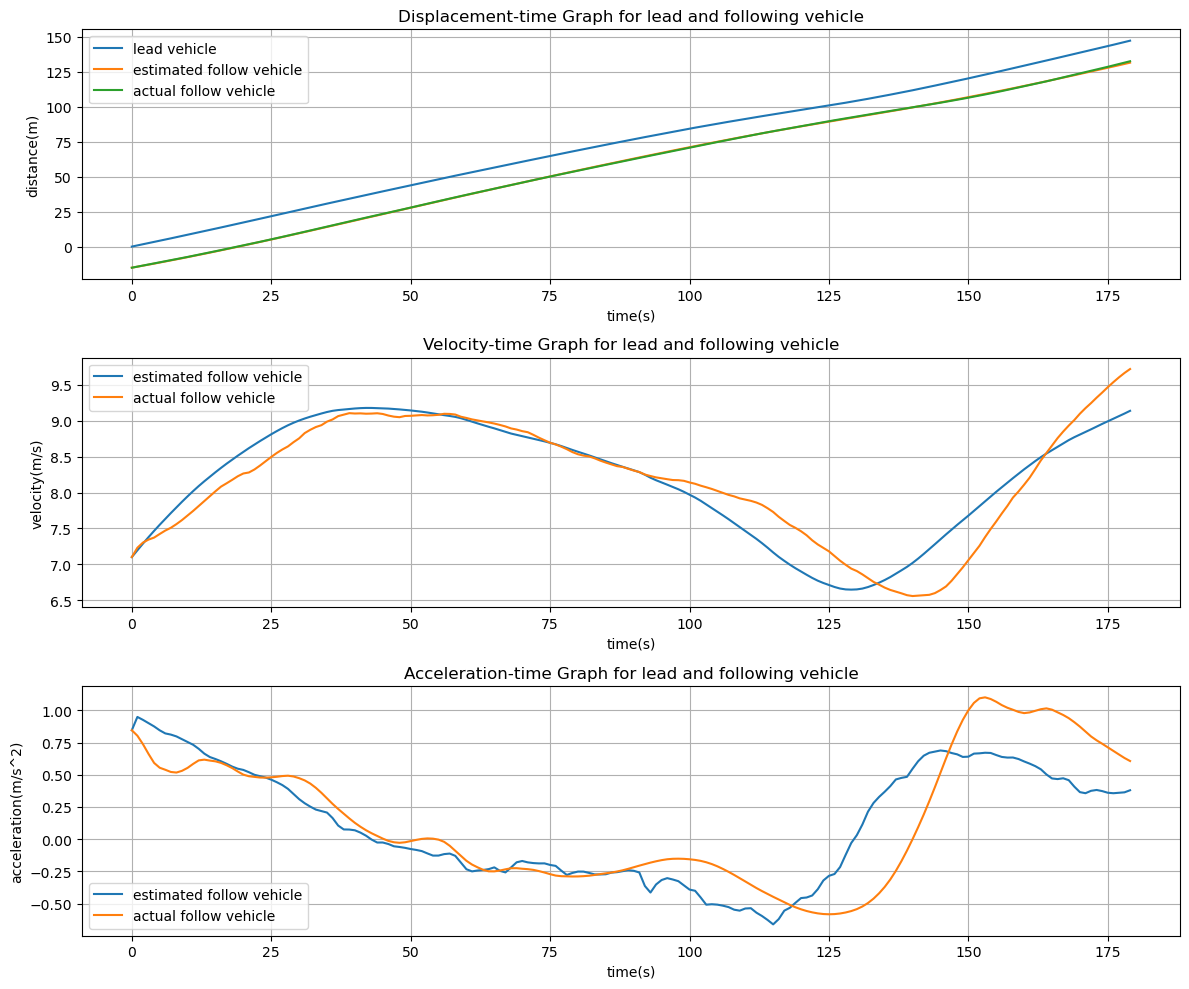 Displacement-time Graph for lead and following vehicle
150
125
100
75
50
25
0
distance(m)
lead vehicle
estimated follow vehicle
actual follow vehicle
0 25 50 75 100 125 150 175
time(s)
Velocity-time Graph for lead and following vehicle
9.5
9.0
8.5
8.0
7.5
7.0
6.5
velocity(m/s)
estimated follow vehicle
actual follow vehicle
0 25 50 75 100 125 150 175
time(s)
Acceleration-time Graph for lead and following vehicle
1.00
0.75
0.50
0.25
0.00
−0.25
−0.50
acceleration(m/s^2)
estimated follow vehicle
actual follow vehicle
0 25 50 75 100 125 150 175
time(s)